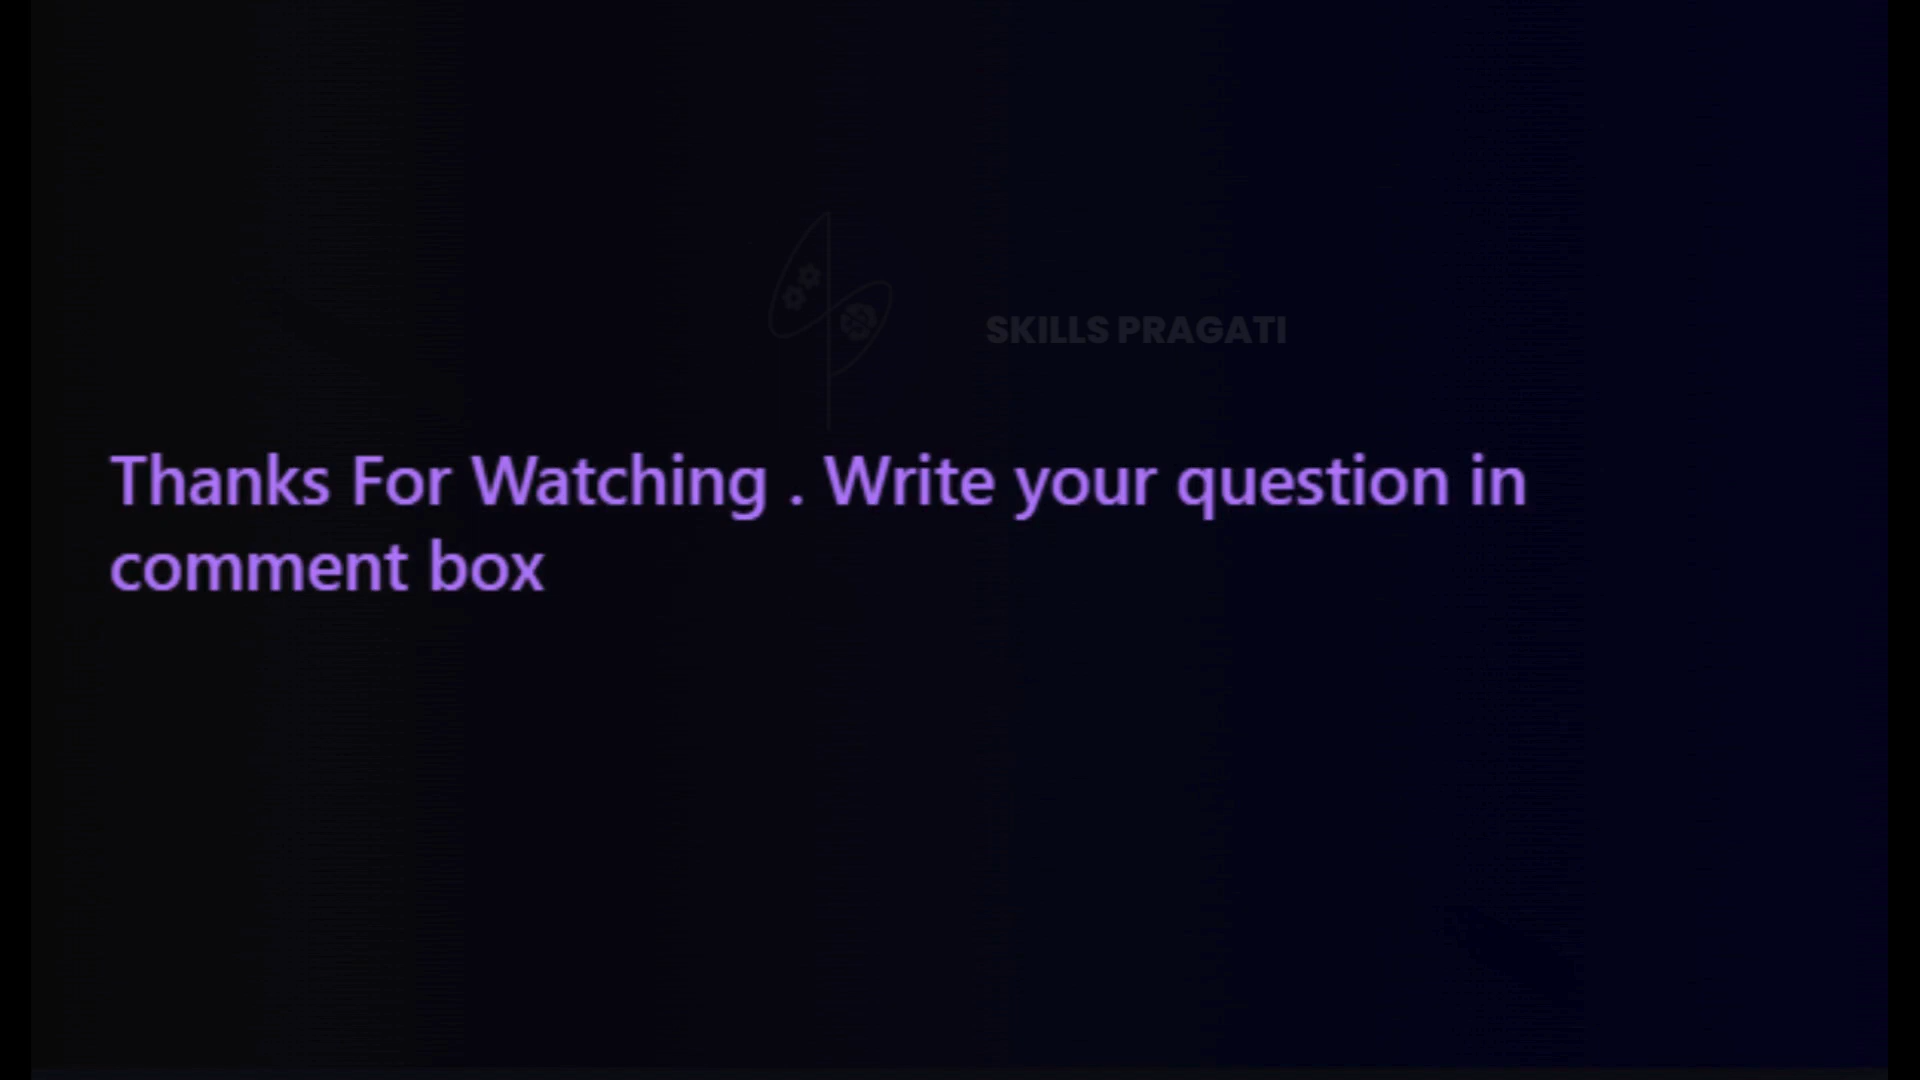 SKILLS PRAGATI
Thanks For Watching . Write your question in
comment box